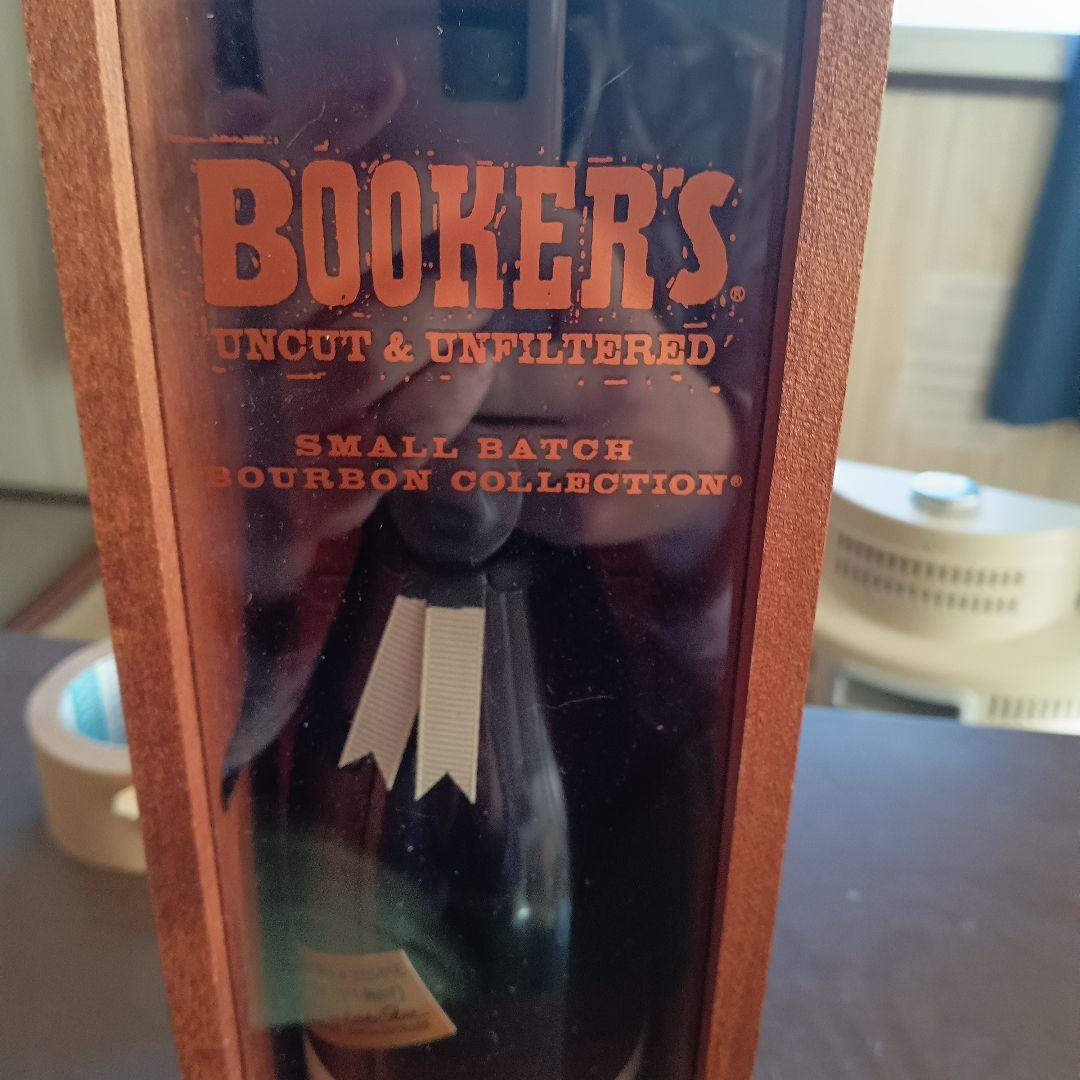 BOOKER'S®
UNCUT & UNFILTERED
SMALL BATCH
BOURBON COLLECTION®